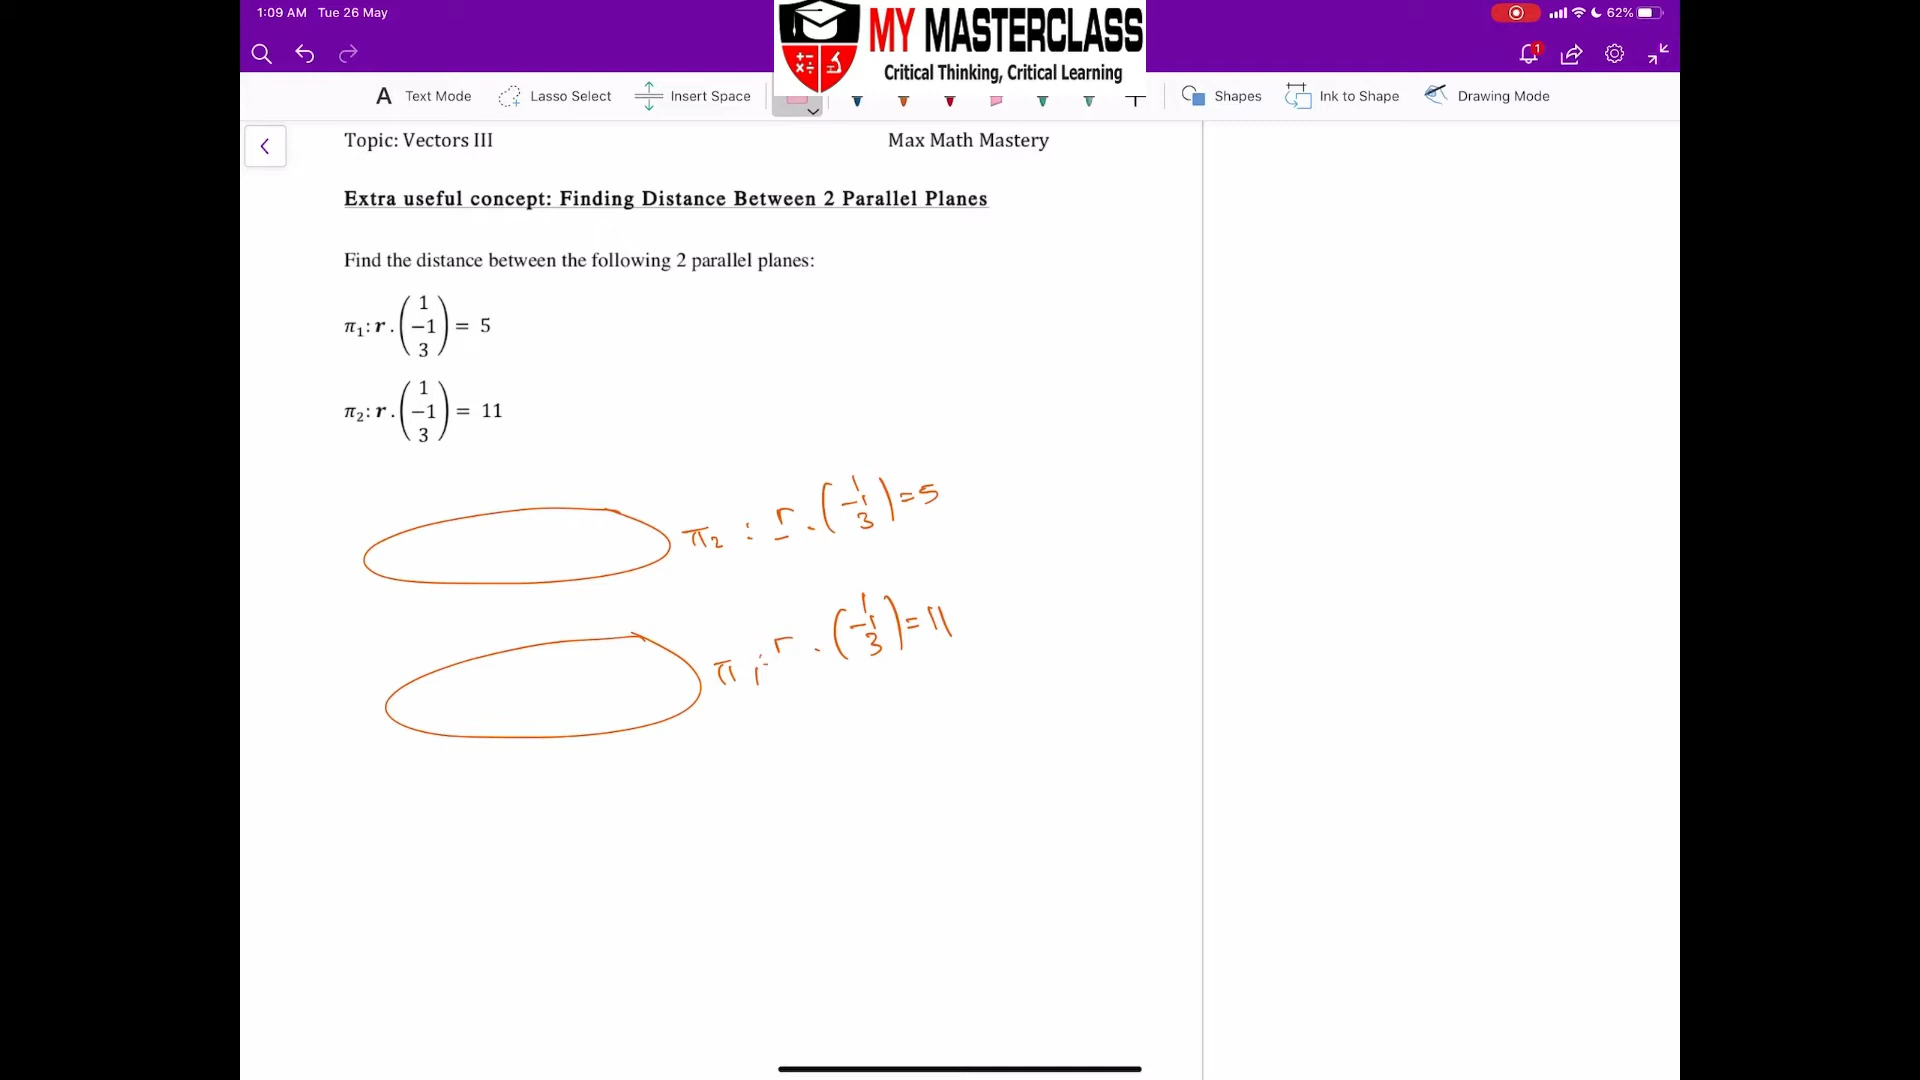 1:09 AM Tue 26 May
62%
MY MASTERCLASS
Critical Thinking, Critical Learning
1
A Text Mode
Lasso Select
Insert Space
Shapes
Ink to Shape
Drawing Mode
Topic: Vectors III
Max Math Mastery
Extra useful concept: Finding Distance Between 2 Parallel Planes
Find the distance between the following 2 parallel planes:
π₁: r . (1 −1 3) = 5
π₂: r . (1 −1 3) = 11
π₂ : r . (1 −1 3) = 5
π₁ : r . (1 −1 3) = 11